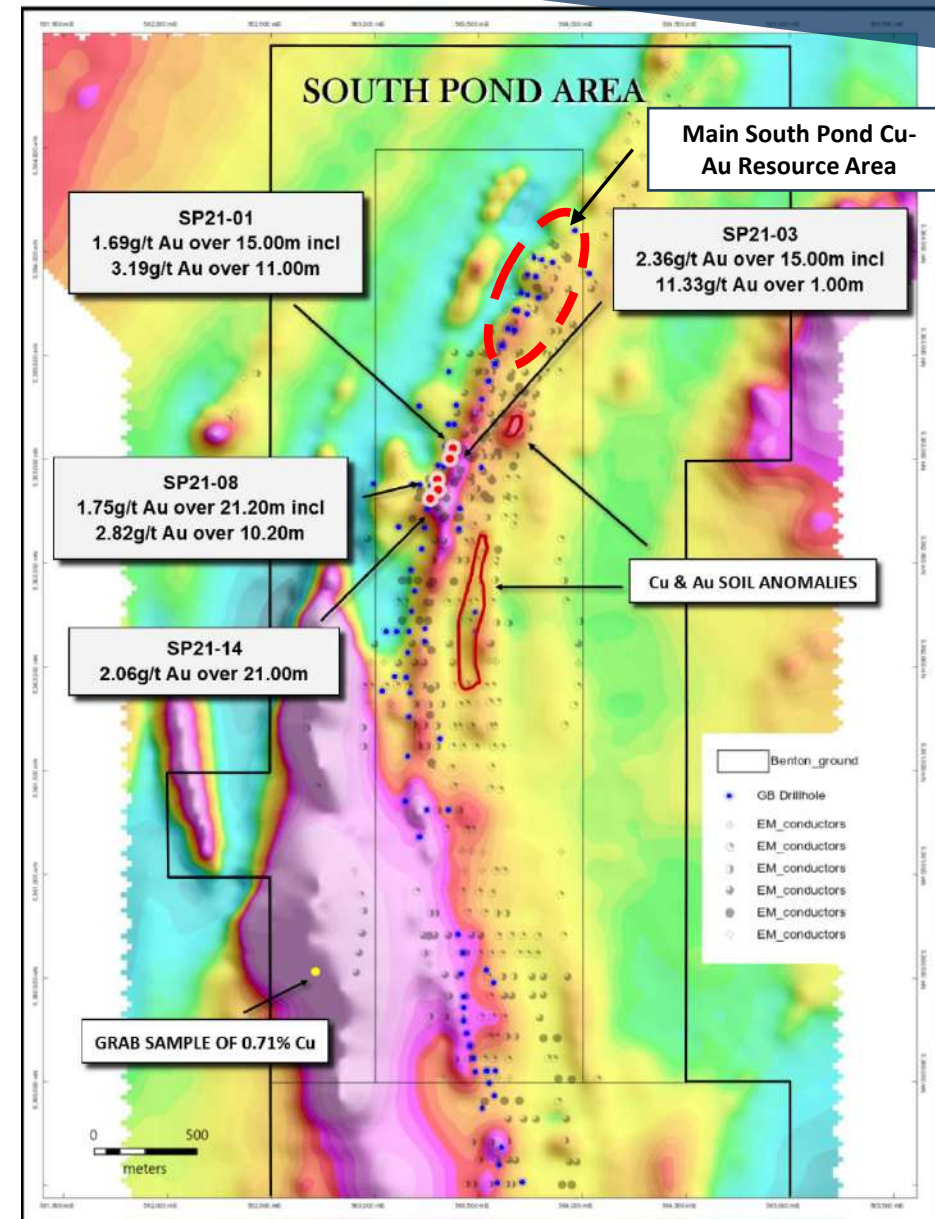 SOUTH POND AREA
Main South Pond Cu-
Au Resource Area
SP21-01
1.69g/t Au over 15.00m incl
3.19g/t Au over 11.00m
SP21-03
2.36g/t Au over 15.00m incl
11.33g/t Au over 1.00m
SP21-08
1.75g/t Au over 21.20m incl
2.82g/t Au over 10.20m
Cu & Au SOIL ANOMALIES
SP21-14
2.06g/t Au over 21.00m
Benton_ground
GB Drillhole
EM_conductors
EM_conductors
EM_conductors
EM_conductors
EM_conductors
EM_conductors
GRAB SAMPLE OF 0.71% Cu
0 500
meters